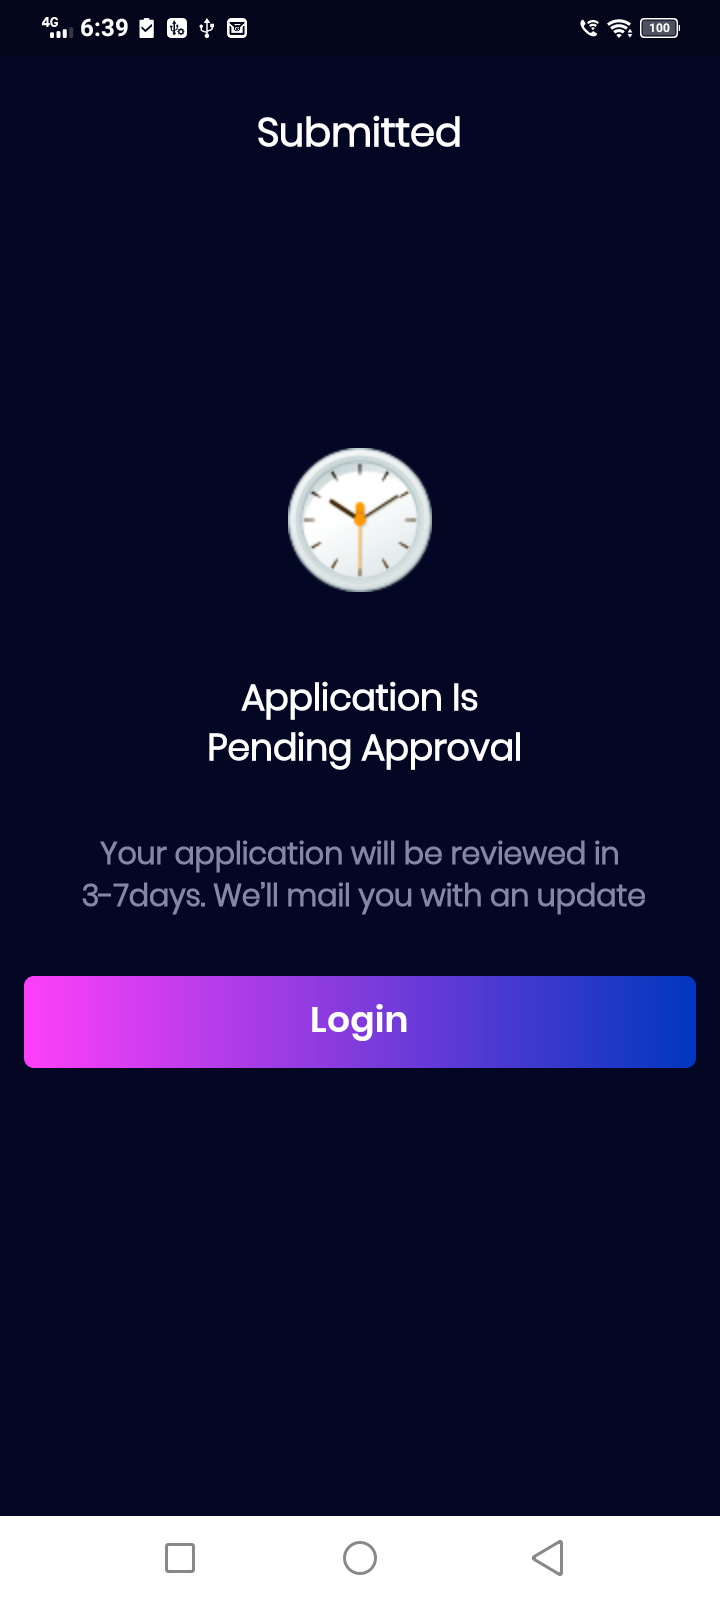 4G 6:39 100
Submitted
Application Is
Pending Approval
Your application will be reviewed in
3-7days. We'll mail you with an update
Login